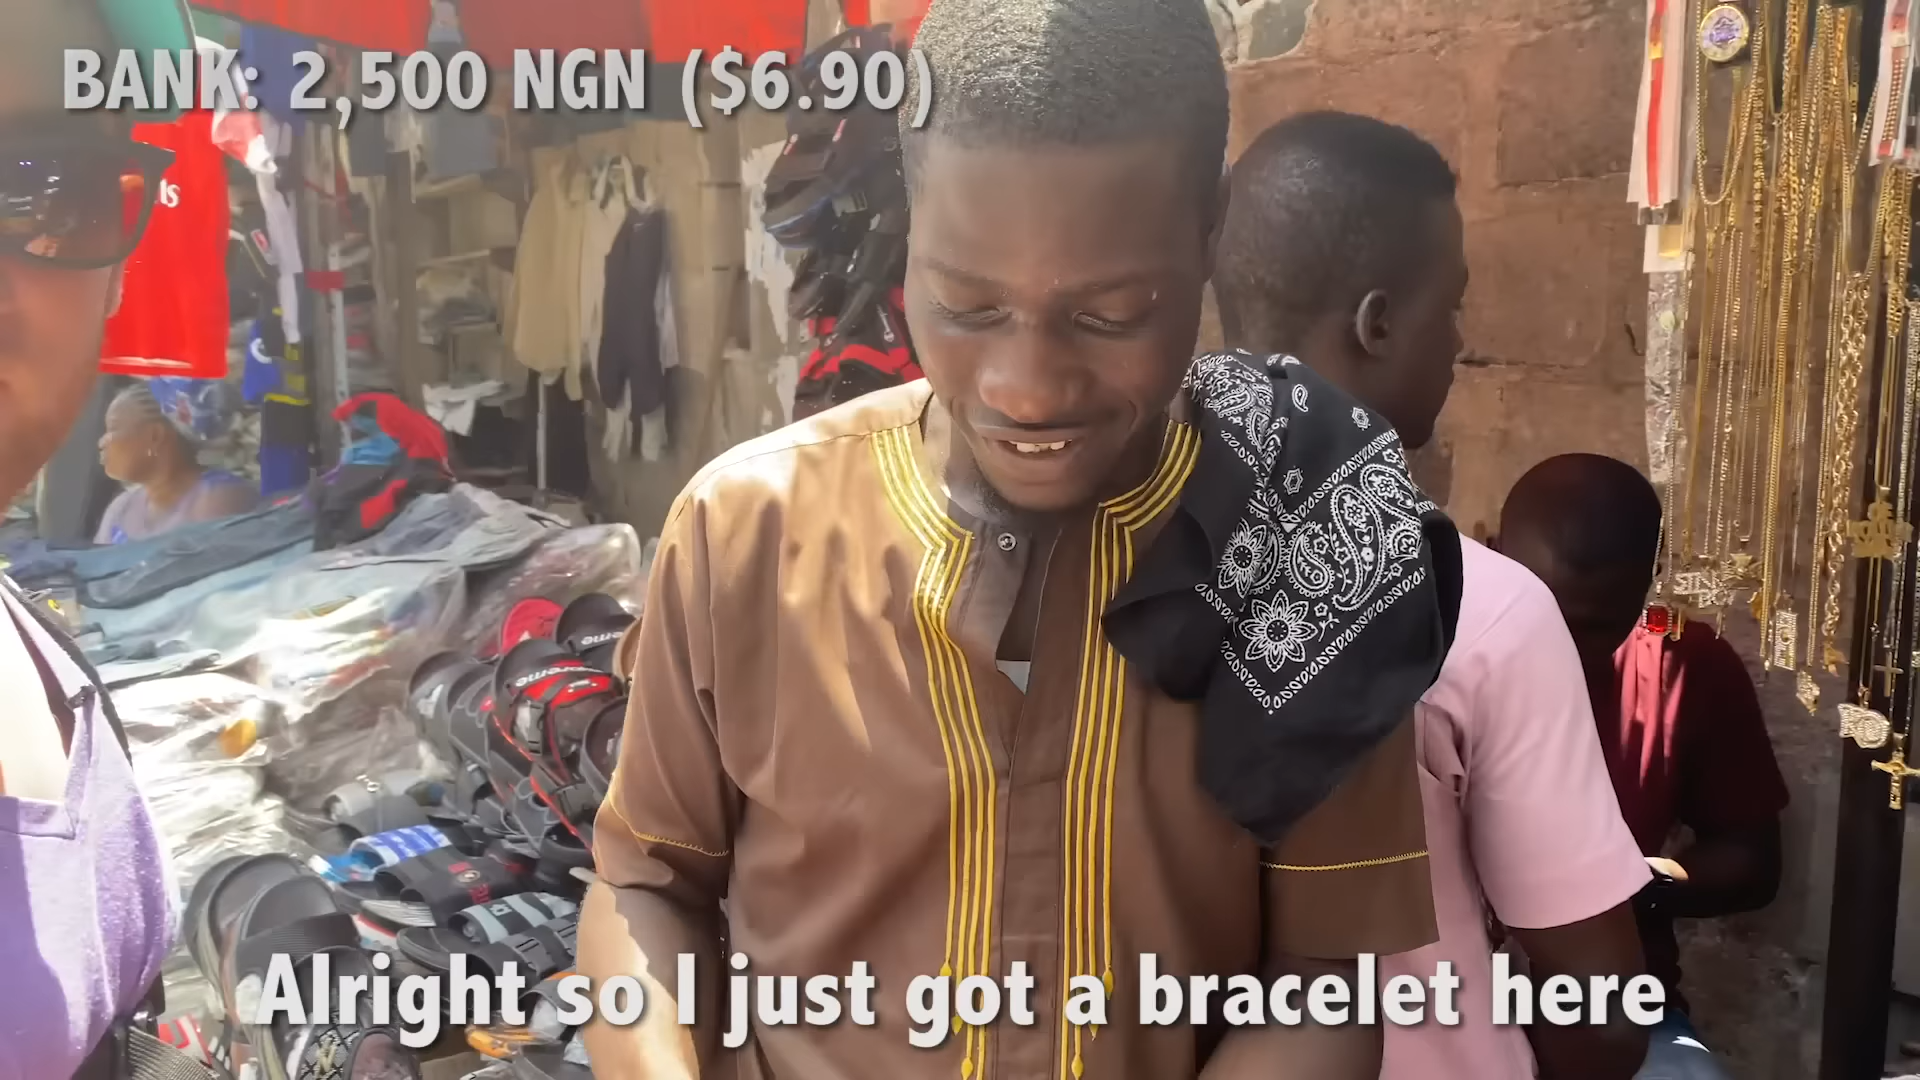 BANK: 2,500 NGN ($6.90)
Alright so I just got a bracelet here